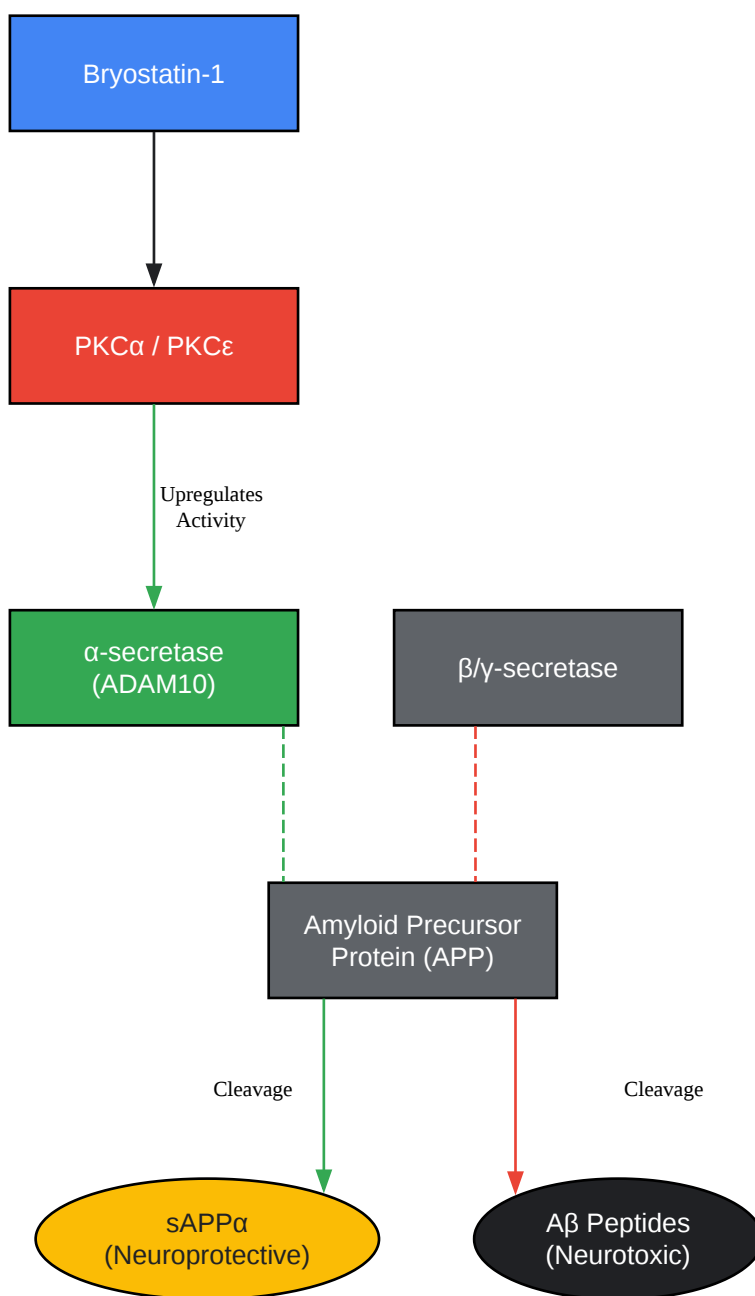 Bryostatin-1
PKCα / PKCε
Upregulates
Activity
α-secretase
(ADAM10)
β/γ-secretase
Amyloid Precursor
Protein (APP)
Cleavage
Cleavage
sAPPα
(Neuroprotective)
Aβ Peptides
(Neurotoxic)